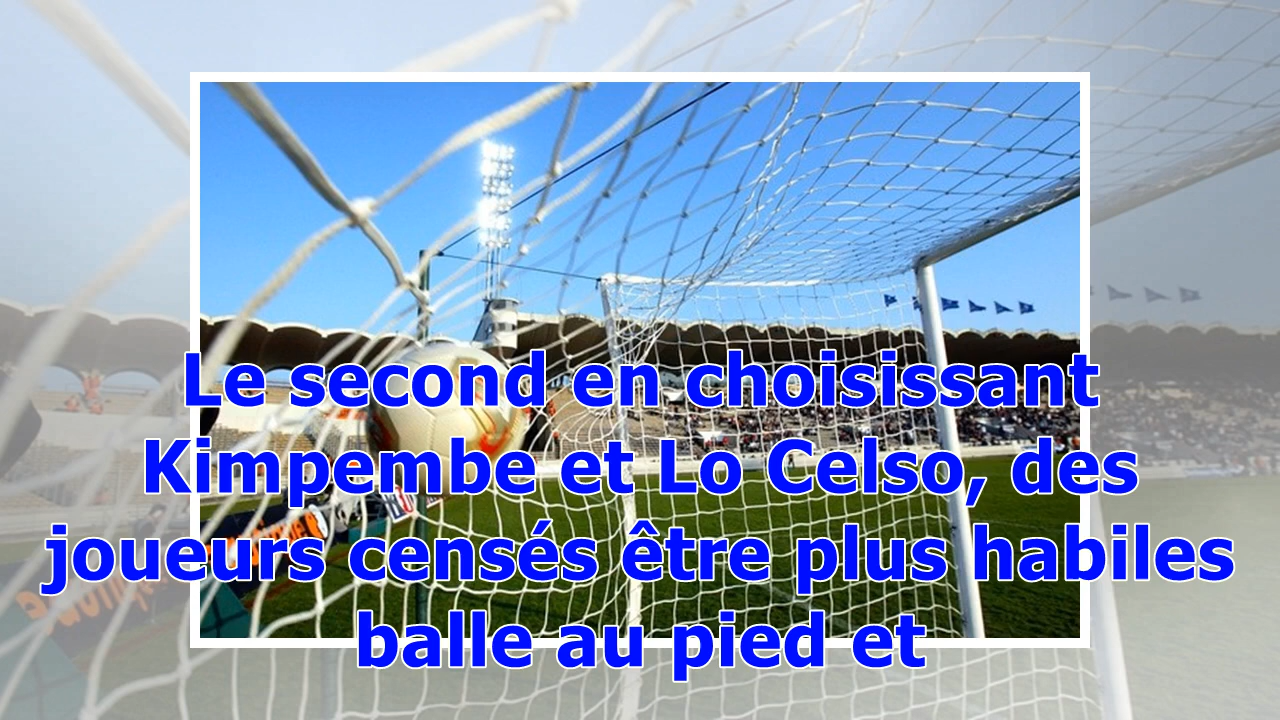 Le second en choisissant
Kimpembe et Lo Celso, des
joueurs censés être plus habiles
balle au pied et